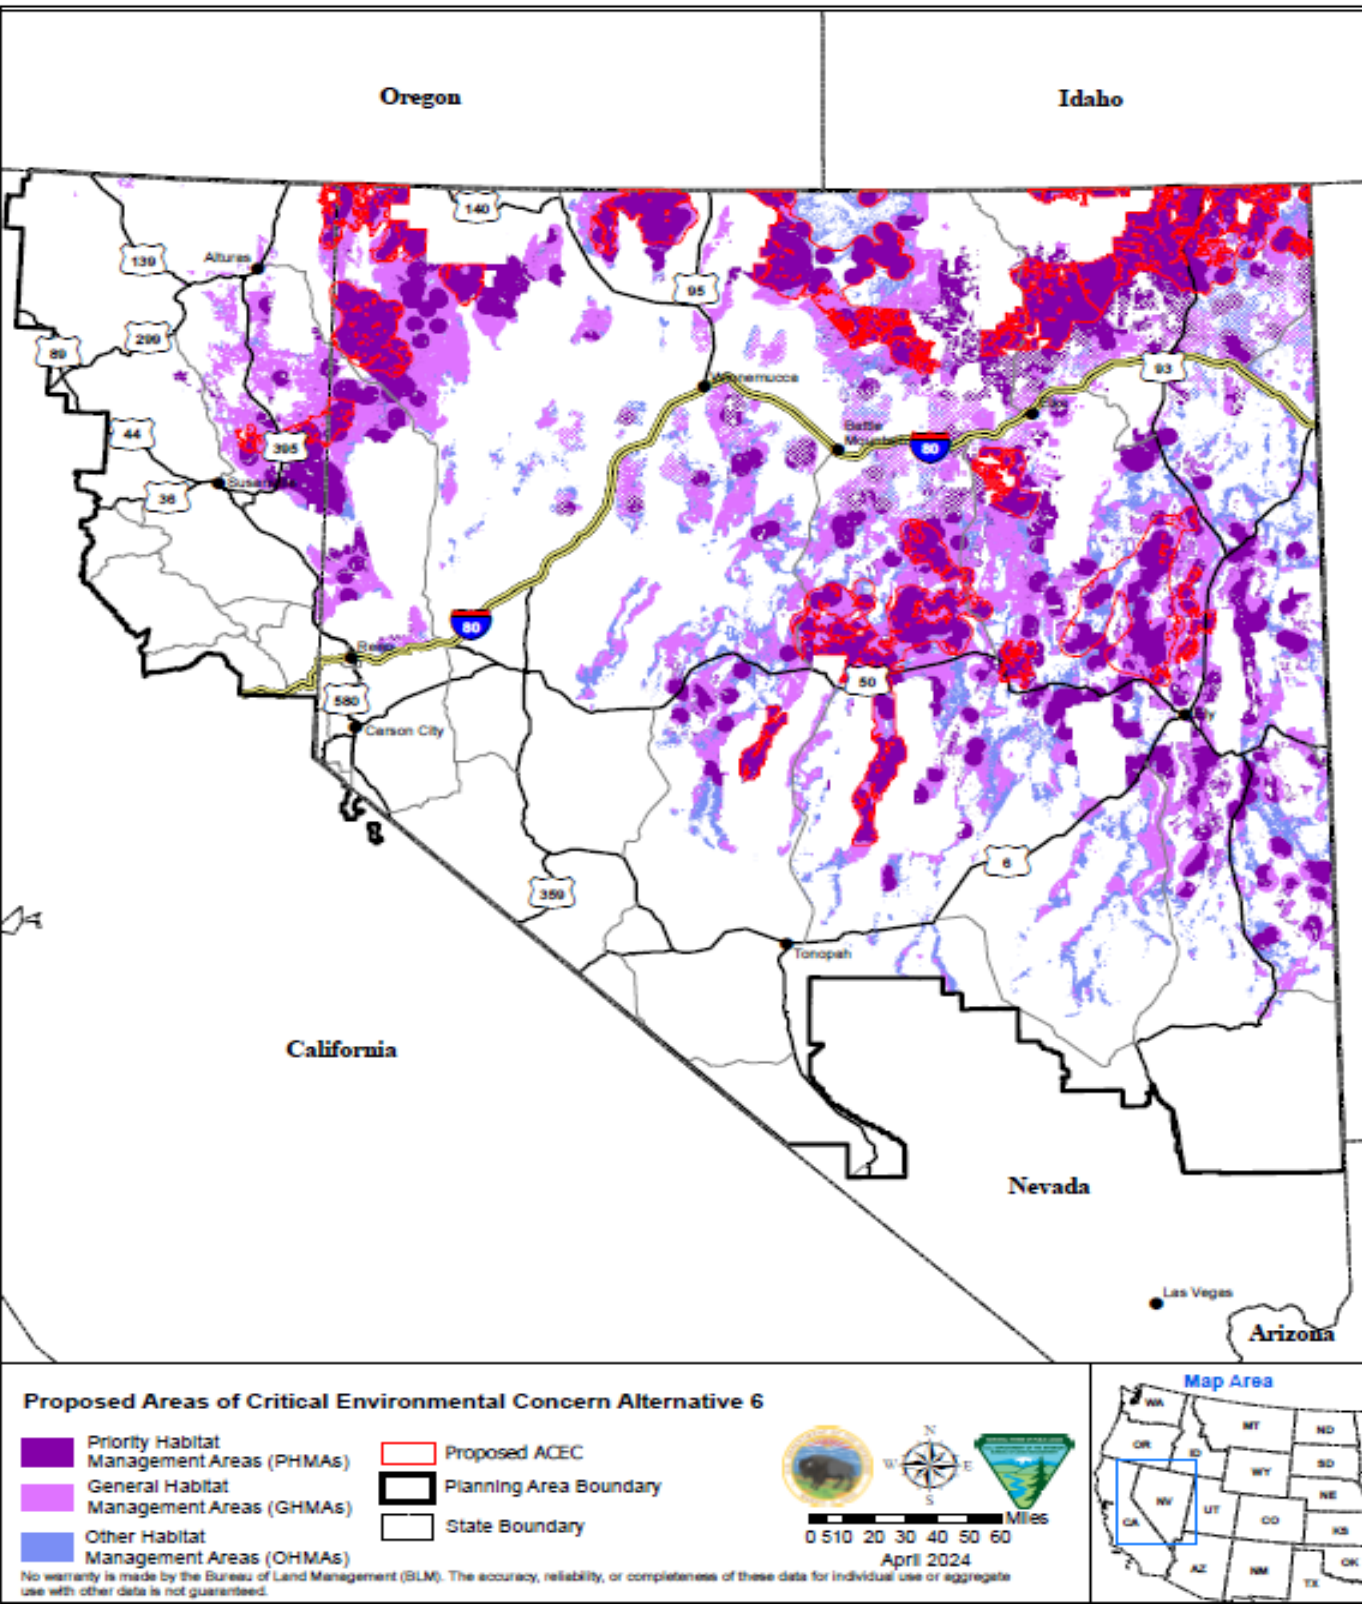 Oregon
Idaho
140
139
Alturas
95
299
89
93
Winnemucca
44
395
Battle
Mountain
80
Susanville
36
80
Reno
50
580
Ely
Carson City
6
359
Tonopah
California
Nevada
Las Vegas
Arizona
Proposed Areas of Critical Environmental Concern Alternative 6
Priority Habitat
Management Areas (PHMAs)
General Habitat
Management Areas (GHMAs)
Other Habitat
Management Areas (OHMAs)
Proposed ACEC
Planning Area Boundary
State Boundary
N
W
E
S
Miles
0 510 20 30 40 50 60
April 2024
No warranty is made by the Bureau of Land Management (BLM). The accuracy, reliability, or completeness of these data for individual use or aggregate
use with other data is not guaranteed.
Map Area
WA
MT
ND
OR
ID
SD
WY
NE
NV
UT
CA
CO
KS
AZ
NM
OK
TX